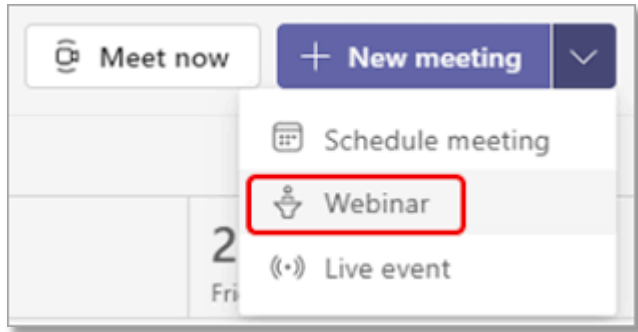 Meet now
+ New meeting
Schedule meeting
Webinar
2
Fri
Live event